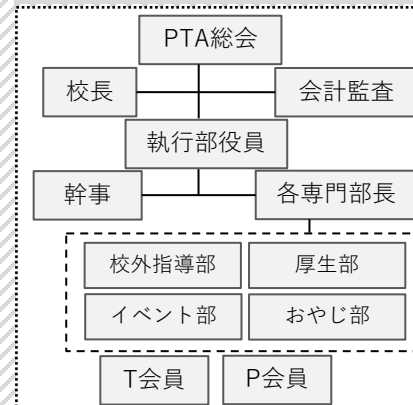 PTA総会
校長
会計監査
執行部役員
幹事
各専門部長
校外指導部
厚生部
イベント部
おやじ部
T会員
P会員